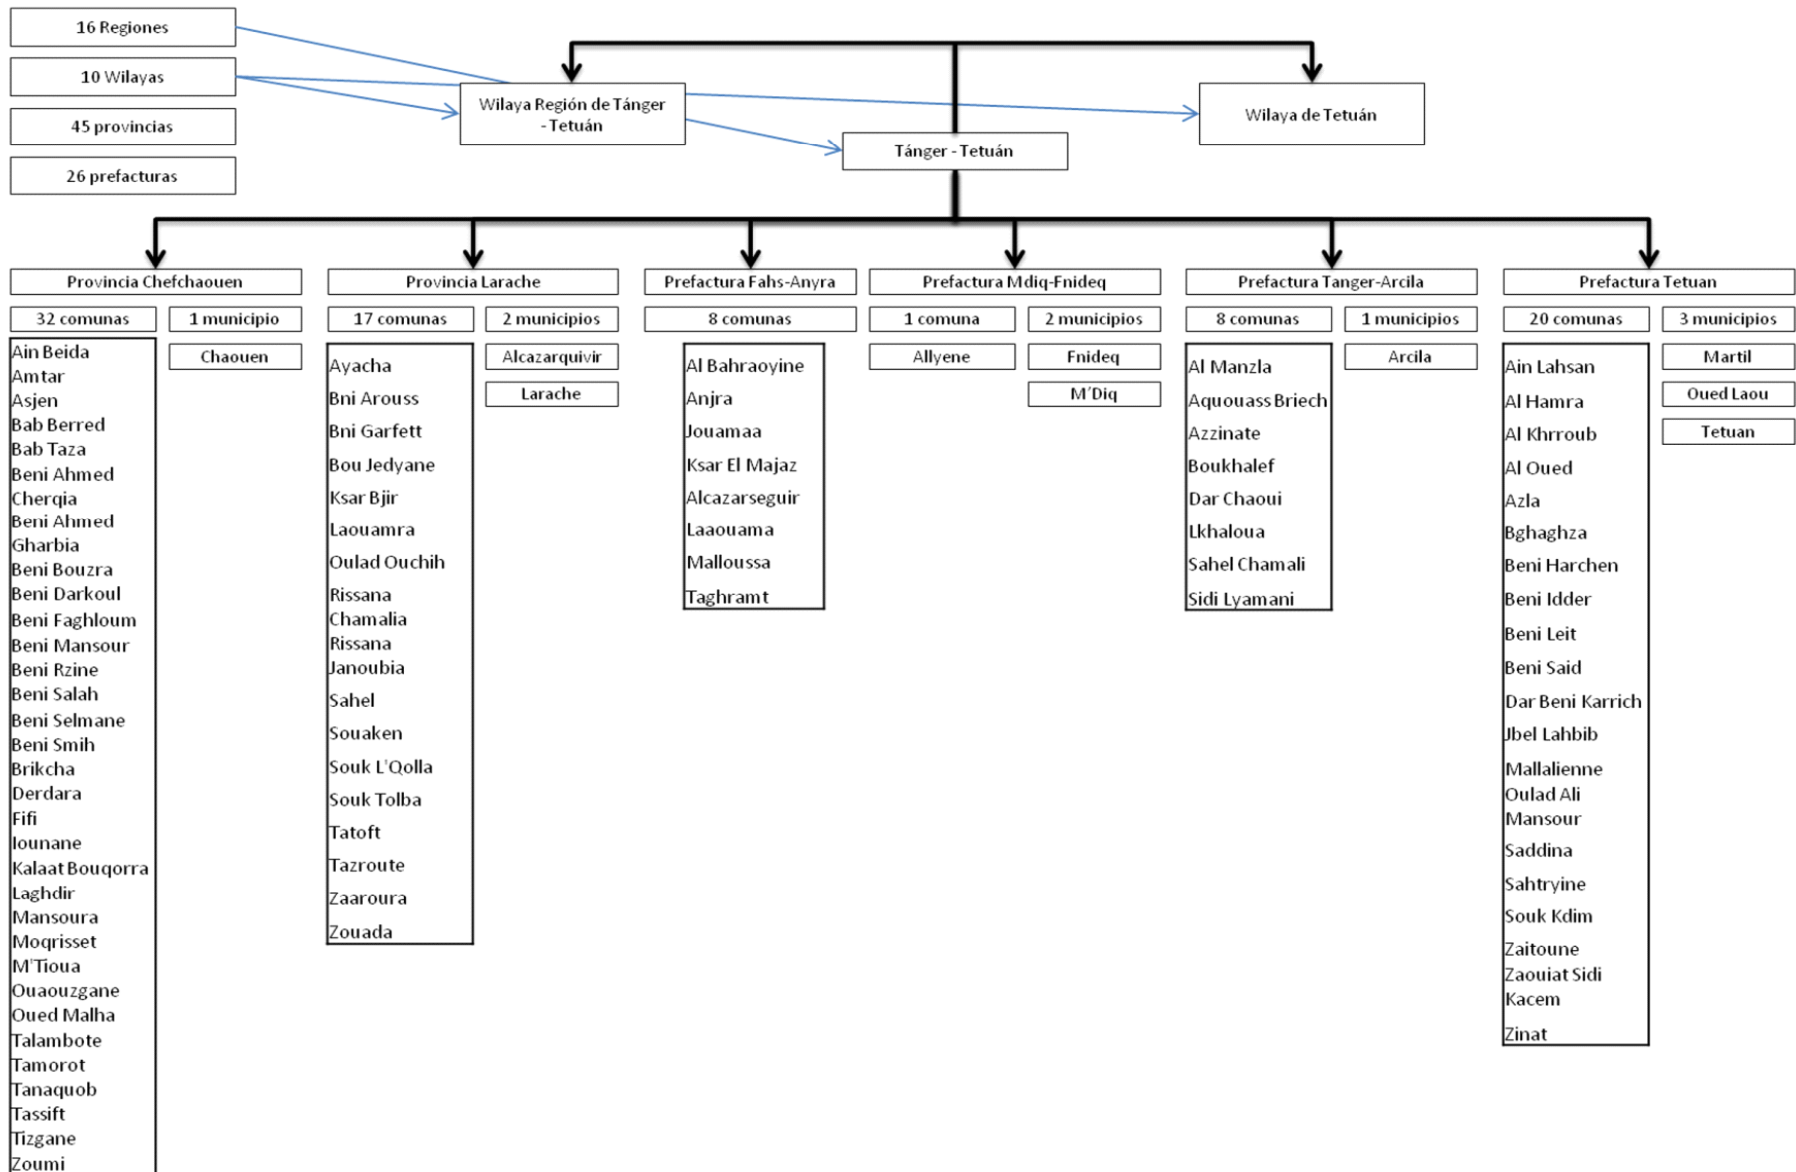 16 Regiones
10 Wilayas
45 provincias
26 prefacturas
Wilaya Región de Tánger
- Tetuán
Tánger - Tetuán
Wilaya de Tetuán
Provincia Chefchaouen
32 comunas
1 municipio
Ain Beida
Amtar
Asjen
Bab Berred
Bab Taza
Beni Ahmed
Cherqia
Beni Ahmed
Gharbia
Beni Bouzra
Beni Darkoul
Beni Faghloum
Beni Mansour
Beni Rzine
Beni Salah
Beni Selmane
Beni Smih
Brikcha
Derdara
Fifi
Iounane
Kalaat Bouqorra
Laghdir
Mansoura
Moqrisset
M'Tioua
Ouaouzgane
Oued Malha
Talambote
Tamorot
Tanaquob
Tassift
Tizgane
Zoumi
Chaouen
Provincia Larache
17 comunas
2 municipios
Ayacha
Bni Arouss
Bni Garfett
Bou Jedyane
Ksar Bjir
Laouamra
Oulad Ouchih
Rissana
Chamalia
Rissana
Janoubia
Sahel
Souaken
Souk L'Qolla
Souk Tolba
Tatoft
Tazroute
Zaaroura
Zouada
Alcazarquivir
Larache
Prefactura Fahs-Anyra
8 comunas
Al Bahraoyine
Anjra
Jouamaa
Ksar El Majaz
Alcazarseguir
Laaouama
Malloussa
Taghramt
Prefactura Mdiq-Fnideq
1 comuna
2 municipios
Allyene
Fnideq
M´Diq
Prefactura Tanger-Arcila
8 comunas
1 municipios
Al Manzla
Aquouass Briech
Azzinate
Boukhalef
Dar Chaoui
Lkhaloua
Sahel Chamali
Sidi Lyamani
Arcila
Prefactura Tetuan
20 comunas
3 municipios
Ain Lahsan
Al Hamra
Al Khrroub
Al Oued
Azla
Bghaghza
Beni Harchen
Beni Idder
Beni Leit
Beni Said
Dar Beni Karrich
Jbel Lahbib
Mallalienne
Oulad Ali
Mansour
Saddina
Sahtryine
Souk Kdim
Zaitoune
Zaouiat Sidi
Kacem
Zinat
Martil
Oued Laou
Tetuan